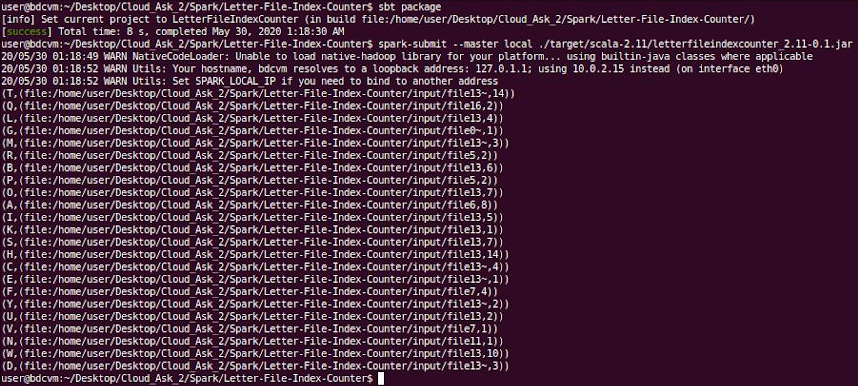 user@bdcvm:~/Desktop/Cloud_Ask_2/Spark/Letter-File-Index-Counter$ sbt package
[info] Set current project to LetterFileIndexCounter (in build file:/home/user/Desktop/Cloud_Ask_2/Spark/Letter-File-Index-Counter/)
[success] Total time: 8 s, completed May 30, 2020 1:18:30 AM
user@bdcvm:~/Desktop/Cloud_Ask_2/Spark/Letter-File-Index-Counter$ spark-submit --master local ./target/scala-2.11/letterfileindexcounter_2.11-0.1.jar
20/05/30 01:18:49 WARN NativeCodeLoader: Unable to load native-hadoop library for your platform... using builtin-java classes where applicable
20/05/30 01:18:52 WARN Utils: Your hostname, bdcvm resolves to a loopback address: 127.0.1.1; using 10.0.2.15 instead (on interface eth0)
20/05/30 01:18:52 WARN Utils: Set SPARK_LOCAL_IP if you need to bind to another address
(T,(file:/home/user/Desktop/Cloud_Ask_2/Spark/Letter-File-Index-Counter/input/file13~,14))
(Q,(file:/home/user/Desktop/Cloud_Ask_2/Spark/Letter-File-Index-Counter/input/file16,2))
(L,(file:/home/user/Desktop/Cloud_Ask_2/Spark/Letter-File-Index-Counter/input/file13,4))
(G,(file:/home/user/Desktop/Cloud_Ask_2/Spark/Letter-File-Index-Counter/input/file0~,1))
(M,(file:/home/user/Desktop/Cloud_Ask_2/Spark/Letter-File-Index-Counter/input/file13~,3))
(R,(file:/home/user/Desktop/Cloud_Ask_2/Spark/Letter-File-Index-Counter/input/file5,2))
(B,(file:/home/user/Desktop/Cloud_Ask_2/Spark/Letter-File-Index-Counter/input/file13,6))
(P,(file:/home/user/Desktop/Cloud_Ask_2/Spark/Letter-File-Index-Counter/input/file5,2))
(O,(file:/home/user/Desktop/Cloud_Ask_2/Spark/Letter-File-Index-Counter/input/file13,7))
(A,(file:/home/user/Desktop/Cloud_Ask_2/Spark/Letter-File-Index-Counter/input/file6,8))
(I,(file:/home/user/Desktop/Cloud_Ask_2/Spark/Letter-File-Index-Counter/input/file13,5))
(K,(file:/home/user/Desktop/Cloud_Ask_2/Spark/Letter-File-Index-Counter/input/file13,1))
(S,(file:/home/user/Desktop/Cloud_Ask_2/Spark/Letter-File-Index-Counter/input/file13,7))
(H,(file:/home/user/Desktop/Cloud_Ask_2/Spark/Letter-File-Index-Counter/input/file13,14))
(C,(file:/home/user/Desktop/Cloud_Ask_2/Spark/Letter-File-Index-Counter/input/file13~,4))
(E,(file:/home/user/Desktop/Cloud_Ask_2/Spark/Letter-File-Index-Counter/input/file13~,1))
(F,(file:/home/user/Desktop/Cloud_Ask_2/Spark/Letter-File-Index-Counter/input/file7,4))
(Y,(file:/home/user/Desktop/Cloud_Ask_2/Spark/Letter-File-Index-Counter/input/file13~,2))
(U,(file:/home/user/Desktop/Cloud_Ask_2/Spark/Letter-File-Index-Counter/input/file13,2))
(V,(file:/home/user/Desktop/Cloud_Ask_2/Spark/Letter-File-Index-Counter/input/file7,1))
(N,(file:/home/user/Desktop/Cloud_Ask_2/Spark/Letter-File-Index-Counter/input/file11,1))
(W,(file:/home/user/Desktop/Cloud_Ask_2/Spark/Letter-File-Index-Counter/input/file13,10))
(D,(file:/home/user/Desktop/Cloud_Ask_2/Spark/Letter-File-Index-Counter/input/file13~,3))
user@bdcvm:~/Desktop/Cloud_Ask_2/Spark/Letter-File-Index-Counter$